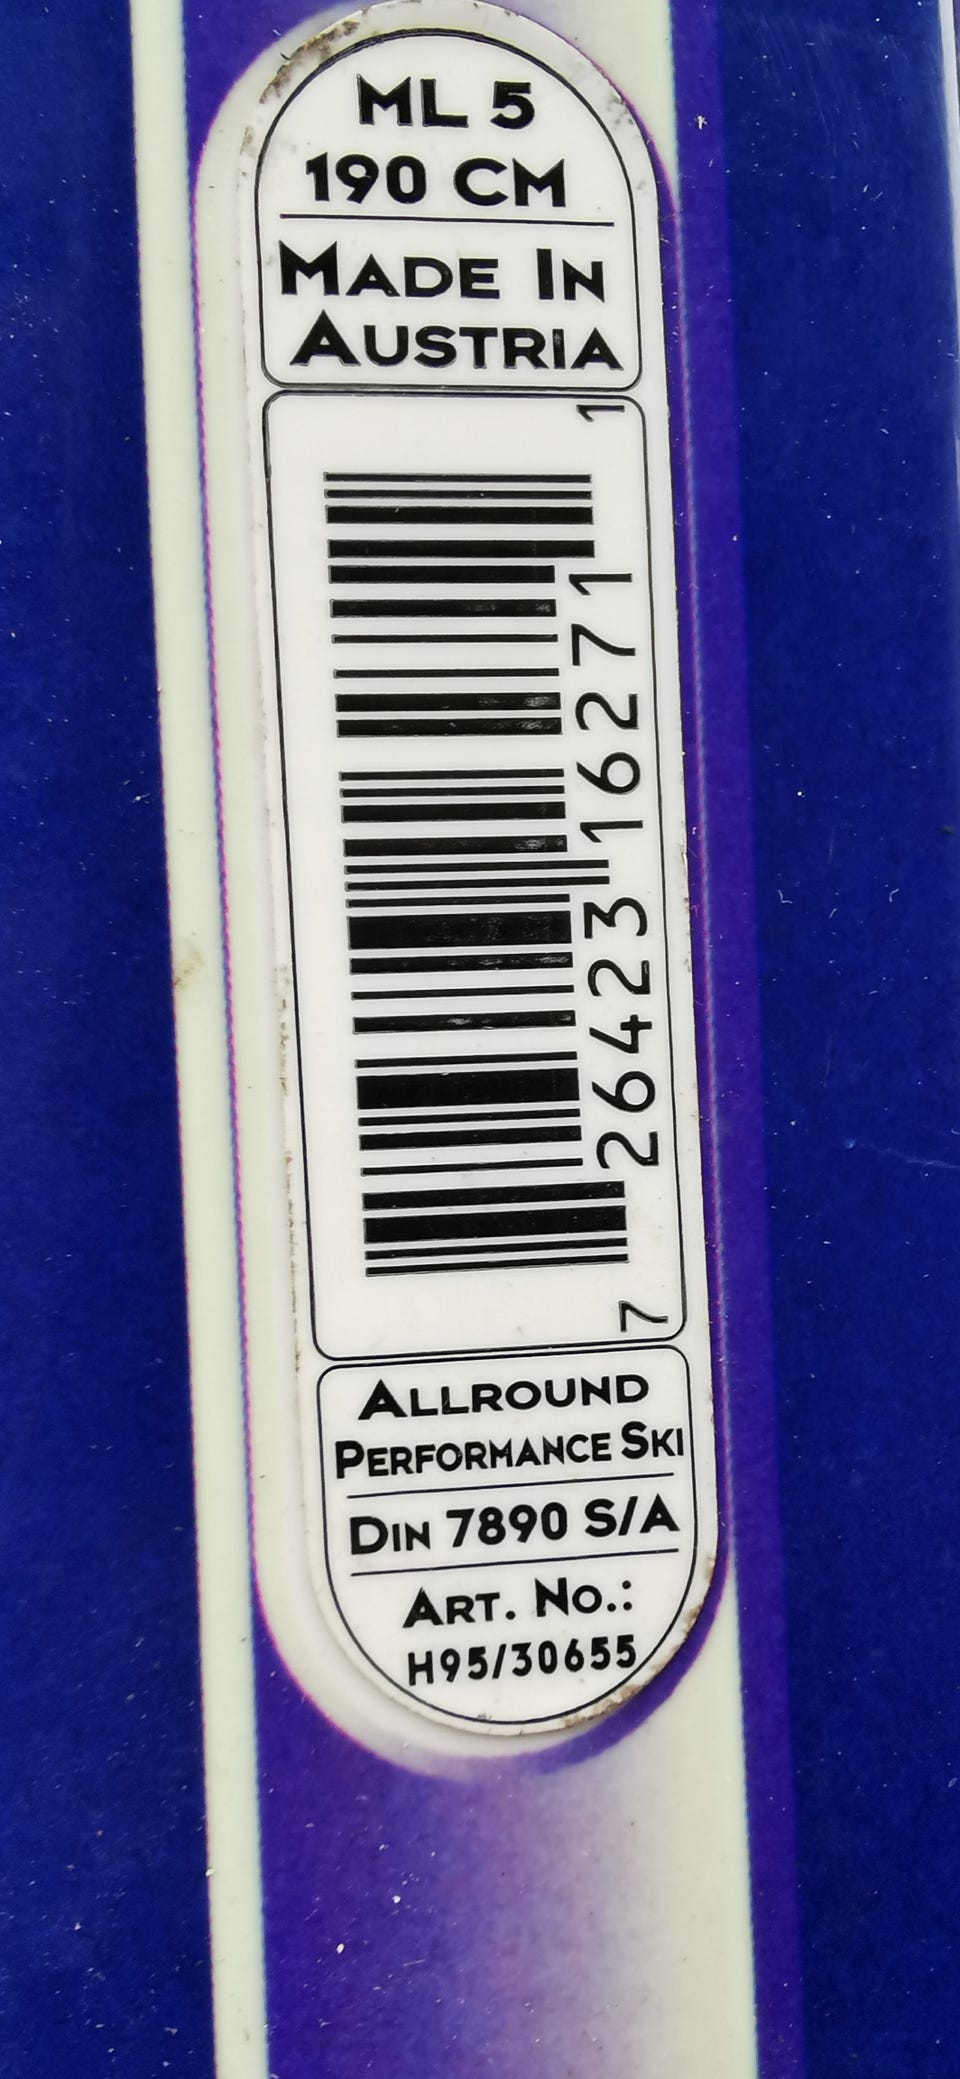 ML 5
190 CM
MADE IN
AUSTRIA
7 26423 16271 1
ALLROUND
PERFORMANCE SKI
DIN 7890 S/A
ART. NO.:
H95/30655